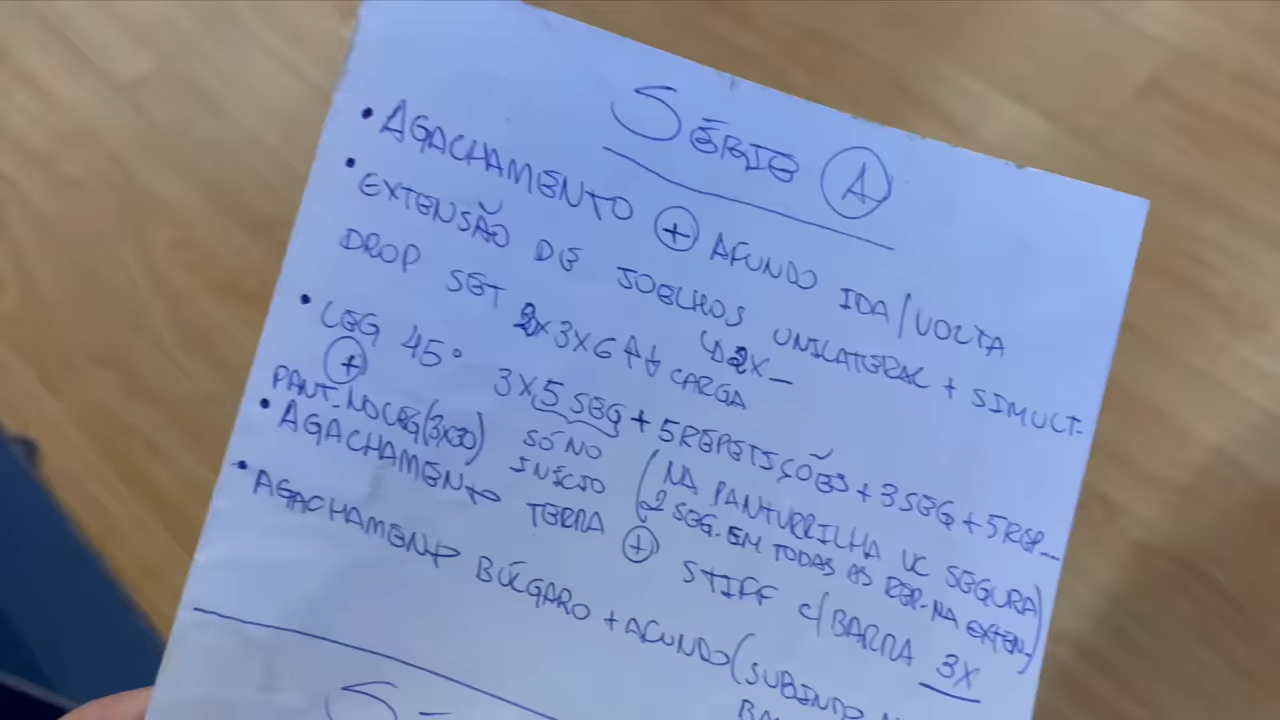 SÉRIE A
• AGACHAMENTO + AFUNDO IDA/VOLTA
• EXTENSÃO DE JOELHOS UNILATERAL + SIMULT.
DROP SET 3X6 CARGA
• LEG 45° 3X5 SEG + 5 REPETIÇÕES + 3 SEG + 5 REP...
+ SÓ NO INÍCIO
PANT. NO LEG (3X30) (NA PANTURRILHA VC SEGURA
2 SEG. EM TODAS AS REP. NA EXTEN.)
• AGACHAMENTO TERRA + STIFF C/BARRA 3X
• AGACHAMENTO BÚLGARO + AFUNDO (SUBINDO